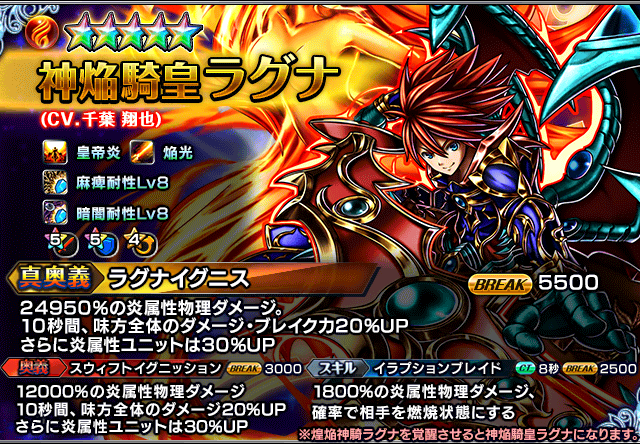 神焔騎皇ラグナ
(CV.千葉 翔也)
皇帝炎 焔光
麻痺耐性Lv8
暗闇耐性Lv8
5 5 4
真奥義 ラグナイグニス BREAK 5500
24950%の炎属性物理ダメージ。
10秒間、味方全体のダメージ・ブレイク力20%UP
さらに炎属性ユニットは30%UP
奥義 スウィフトイグニッション BREAK 3000
12000%の炎属性物理ダメージ
10秒間、味方全体のダメージ20%UP
さらに炎属性ユニットは30%UP
スキル イラプションブレイド CT 8秒 BREAK 2500
1800%の炎属性物理ダメージ、
確率で相手を燃焼状態にする
※煌焔神騎ラグナを覚醒させると神焔騎皇ラグナになります。